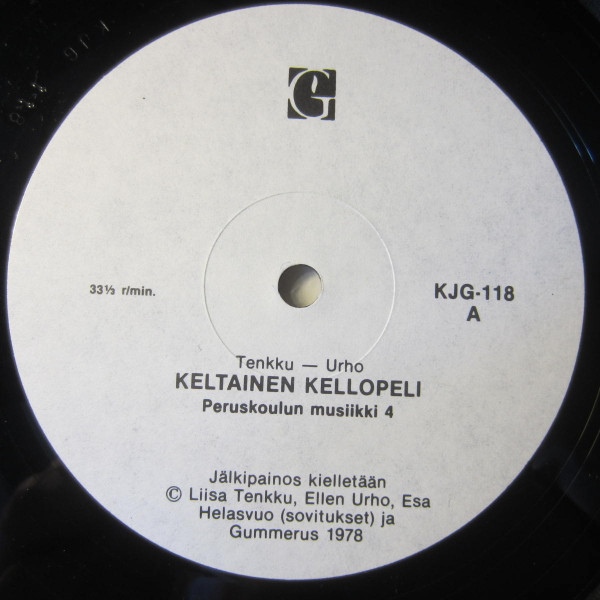 G
33⅓ r/min.
KJG-118
A
Tenkku — Urho
KELTAINEN KELLOPELI
Peruskoulun musiikki 4
Jälkipainos kielletään
© Liisa Tenkku, Ellen Urho, Esa
Helasvuo (sovitukset) ja
Gummerus 1978